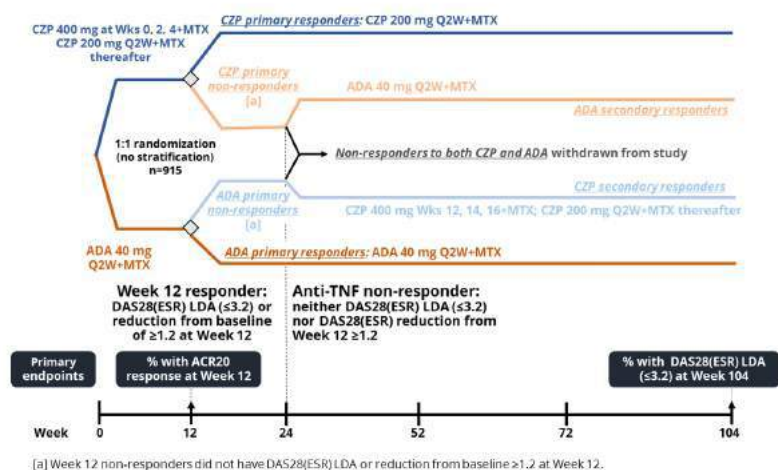 CZP 400 mg at Wks 0, 2, 4+MTX
CZP 200 mg Q2W+MTX
thereafter
CZP primary responders: CZP 200 mg Q2W+MTX
CZP primary
non-responders
[a]
ADA 40 mg Q2W+MTX
ADA secondary responders
1:1 randomization
(no stratification)
n=915
Non-responders to both CZP and ADA withdrawn from study
ADA primary
non-responders
[a]
CZP secondary responders
CZP 400 mg Wks 12, 14, 16+MTX; CZP 200 mg Q2W+MTX thereafter
ADA 40 mg
Q2W+MTX
ADA primary responders: ADA 40 mg Q2W+MTX
Week 12 responder:
DAS28(ESR) LDA (≤3.2) or
reduction from baseline
of ≥1.2 at Week 12
Anti-TNF non-responder:
neither DAS28(ESR) LDA (≤3.2)
nor DAS28(ESR) reduction from
Week 12 ≥1.2
Primary
endpoints
% with ACR20
response at Week 12
% with DAS28(ESR) LDA
(≤3.2) at Week 104
Week 0 12 24 52 72 104
[a] Week 12 non-responders did not have DAS28(ESR) LDA or reduction from baseline ≥1.2 at Week 12.